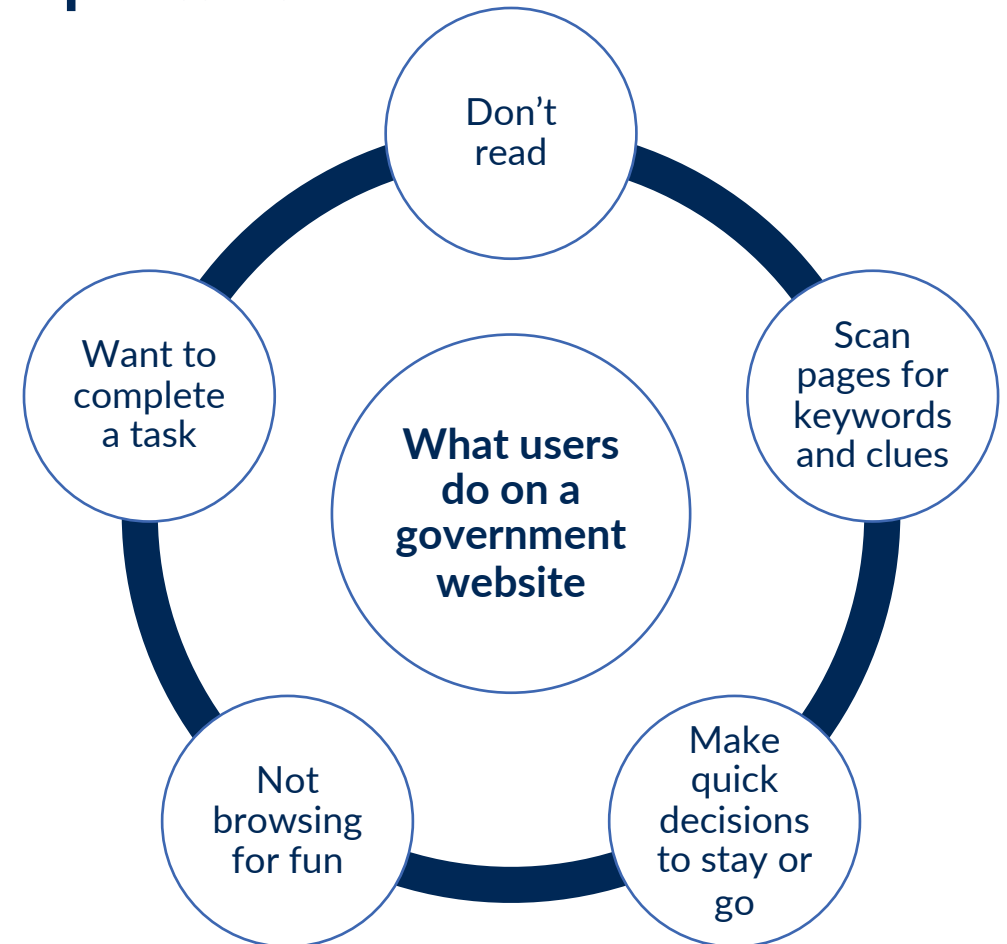 Don’t
read
Scan
pages for
keywords
and clues
Make
quick
decisions
to stay or
go
Not
browsing
for fun
Want to
complete
a task
What users
do on a
government
website